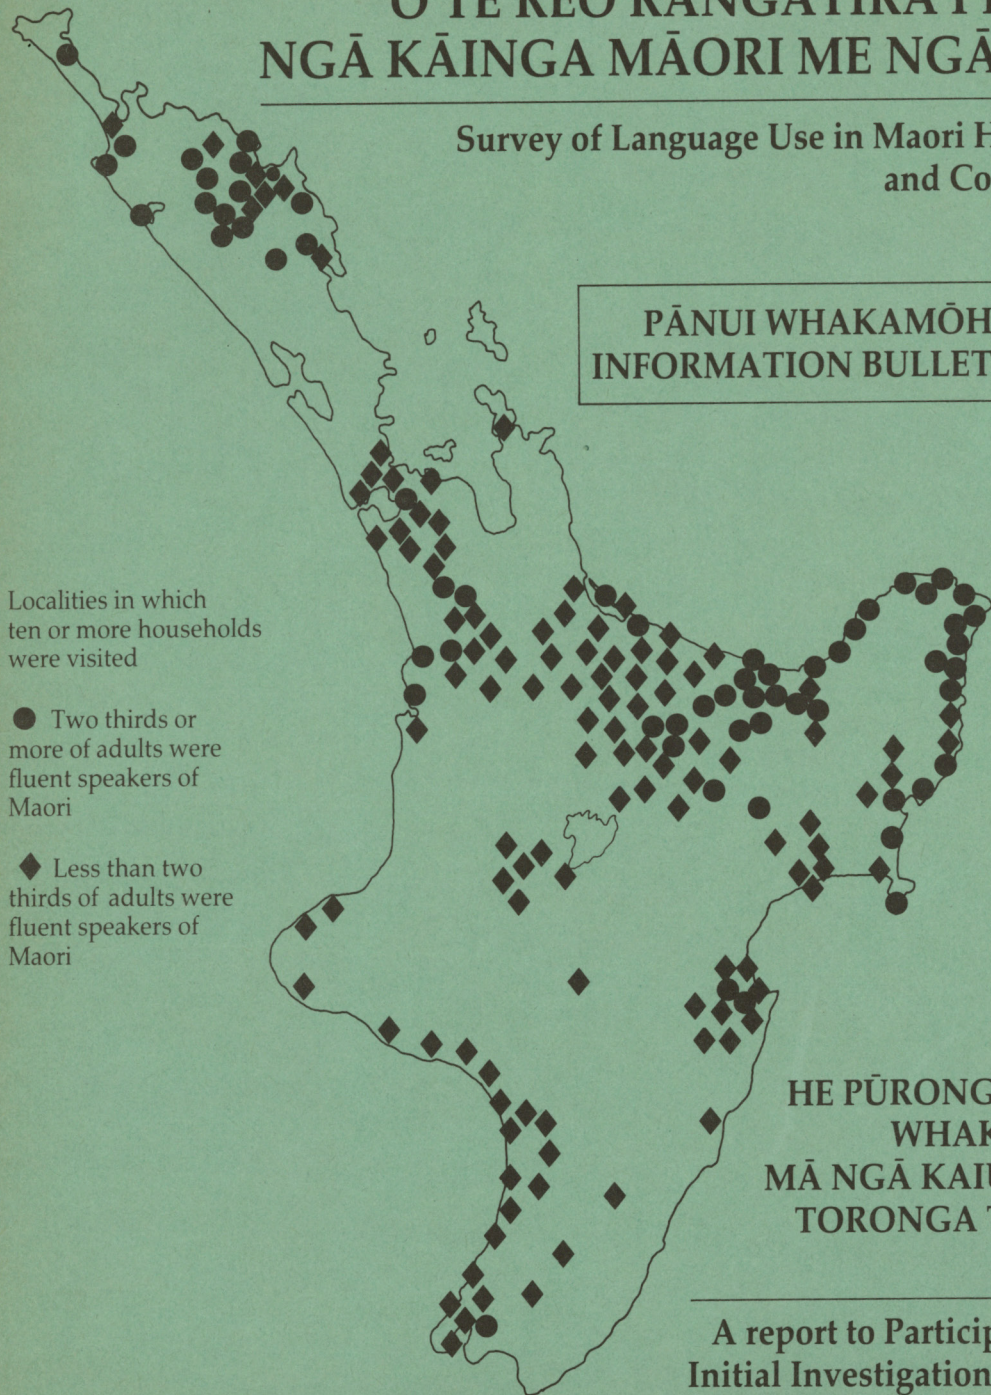 O TE REO RANGATIRA I
NGĀ KĀINGA MĀORI ME NGĀ
Survey of Language Use in Maori H
and Co
PĀNUI WHAKAMŌH
INFORMATION BULLET
Localities in which
ten or more households
were visited
Two thirds or
more of adults were
fluent speakers of
Maori
Less than two
thirds of adults were
fluent speakers of
Maori
HE PŪRONG
WHAK
MĀ NGĀ KAIU
TORONGA T
A report to Particip
Initial Investigation